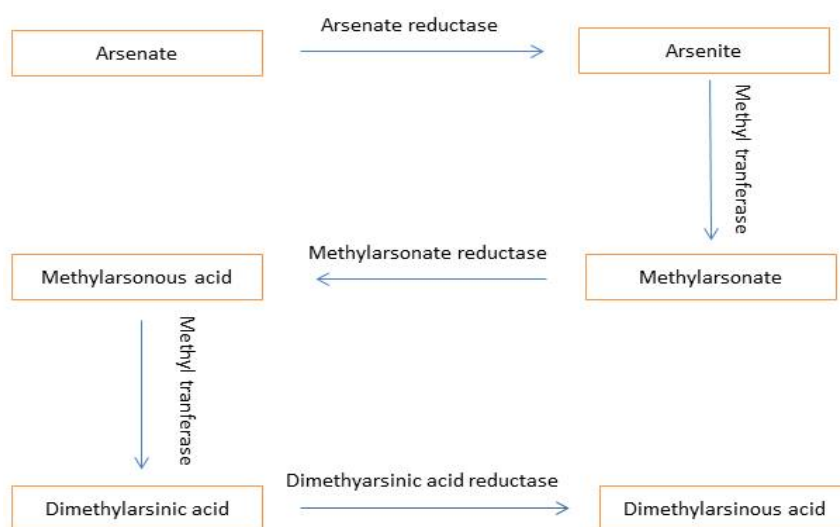 Arsenate reductase
Arsenate
Arsenite
Methyl tranferase
Methylarsonate reductase
Methylarsonous acid
Methylarsonate
Methyl tranferase
Dimethyarsinic acid reductase
Dimethylarsinic acid
Dimethylarsinous acid